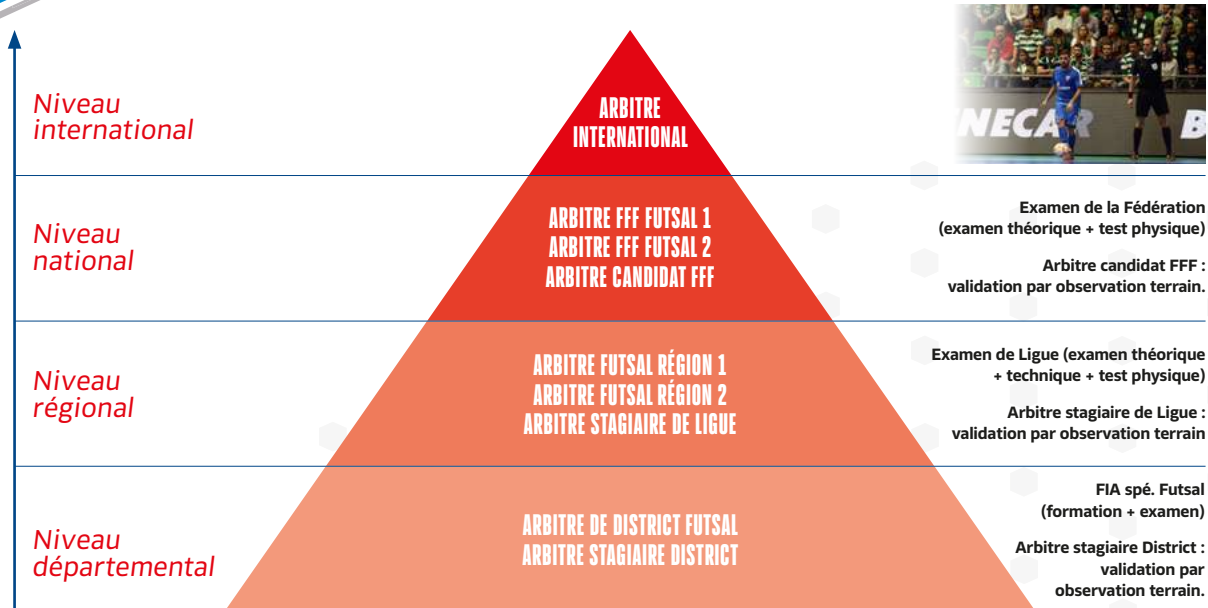 Niveau
international
ARBITRE
INTERNATIONAL
NECAR
B
Niveau
national
ARBITRE FFF FUTSAL 1
ARBITRE FFF FUTSAL 2
ARBITRE CANDIDAT FFF
Examen de la Fédération
(examen théorique + test physique)
Arbitre candidat FFF :
validation par observation terrain.
Niveau
régional
ARBITRE FUTSAL RÉGION 1
ARBITRE FUTSAL RÉGION 2
ARBITRE STAGIAIRE DE LIGUE
Examen de Ligue (examen théorique
+ technique + test physique)
Arbitre stagiaire de Ligue :
validation par observation terrain
Niveau
départemental
ARBITRE DE DISTRICT FUTSAL
ARBITRE STAGIAIRE DISTRICT
FIA spé. Futsal
(formation + examen)
Arbitre stagiaire District :
validation par
observation terrain.